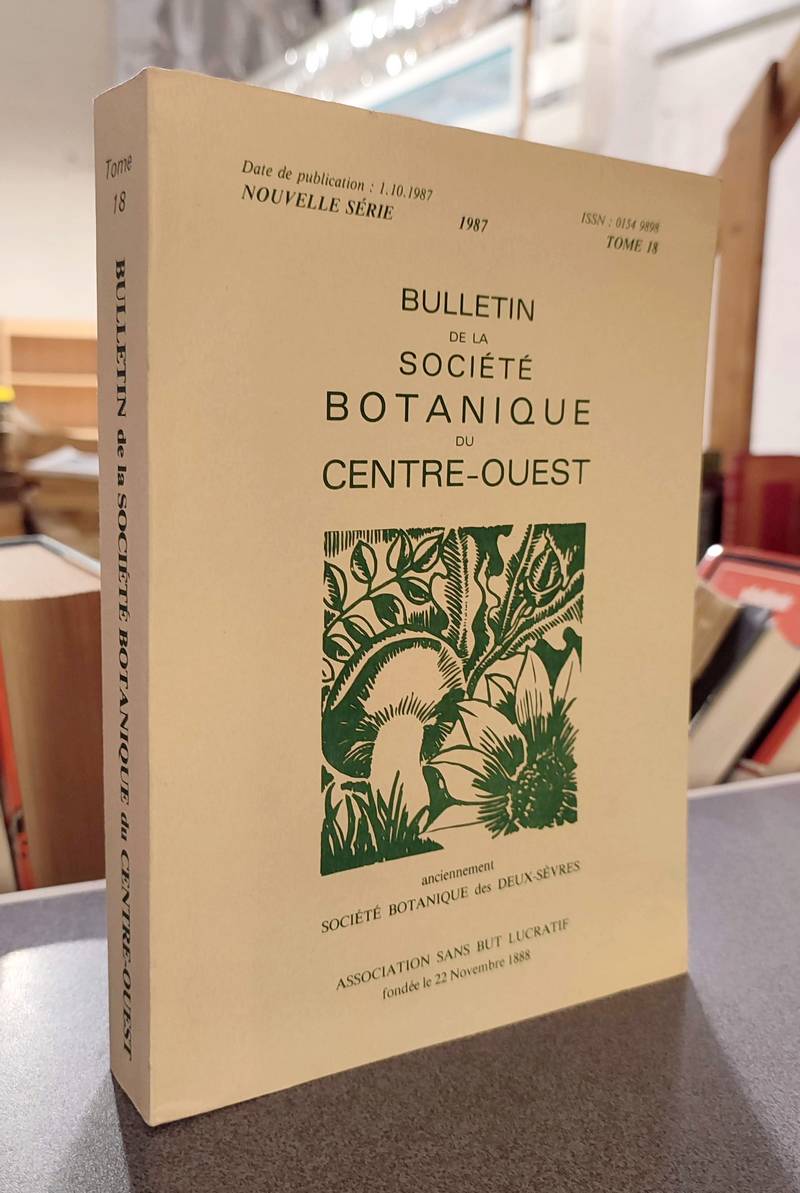 Tome
18
BULLETIN de la SOCIÉTÉ BOTANIQUE du CENTRE-OUEST
Date de publication : 1.10.1987
NOUVELLE SÉRIE
1987
ISSN : 0154 9898
TOME 18
BULLETIN
DE LA
SOCIÉTÉ
BOTANIQUE
DU
CENTRE-OUEST
anciennement
SOCIÉTÉ BOTANIQUE des DEUX-SÈVRES
ASSOCIATION SANS BUT LUCRATIF
fondée le 22 Novembre 1888